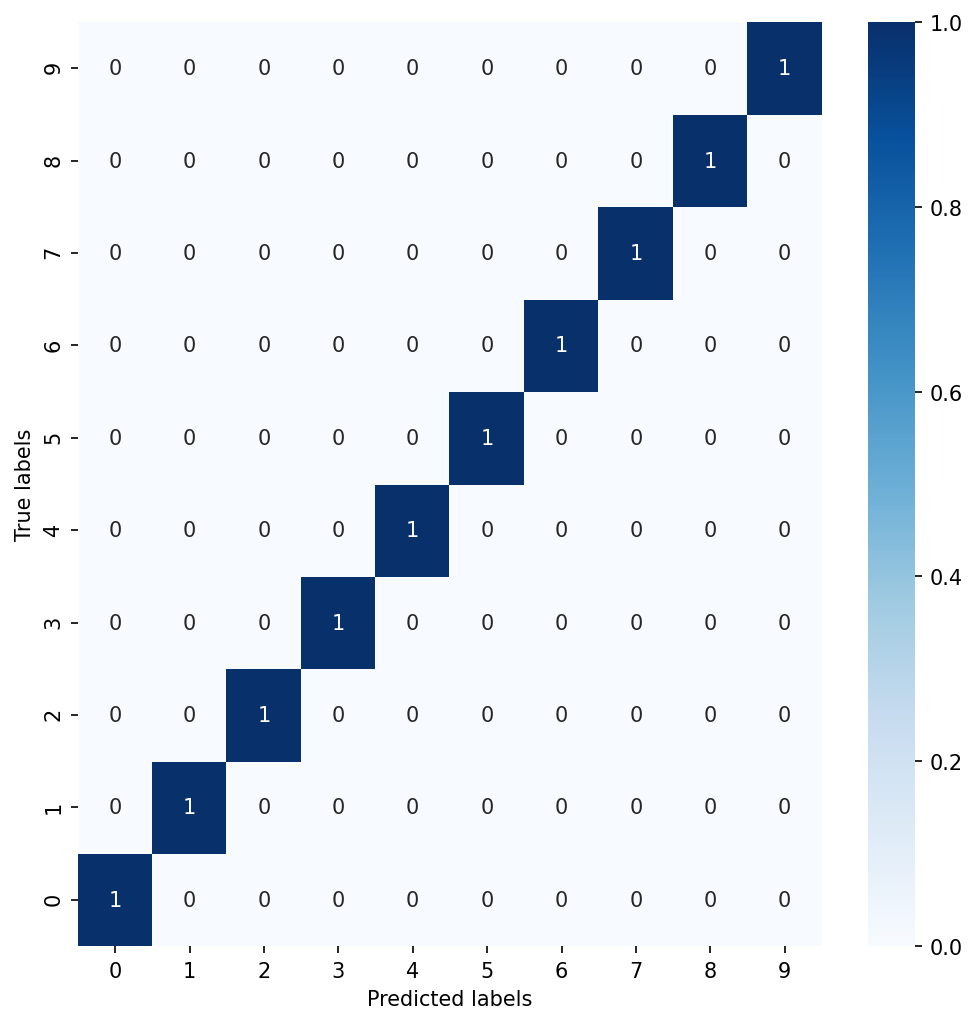 9 0 0 0 0 0 0 0 0 0 1
8 0 0 0 0 0 0 0 0 1 0
7 0 0 0 0 0 0 0 1 0 0
6 0 0 0 0 0 0 1 0 0 0
5 0 0 0 0 0 1 0 0 0 0
4 0 0 0 0 1 0 0 0 0 0
3 0 0 0 1 0 0 0 0 0 0
2 0 0 1 0 0 0 0 0 0 0
1 0 1 0 0 0 0 0 0 0 0
0 1 0 0 0 0 0 0 0 0 0
0 1 2 3 4 5 6 7 8 9
True labels
Predicted labels
1.0
0.8
0.6
0.4
0.2
0.0